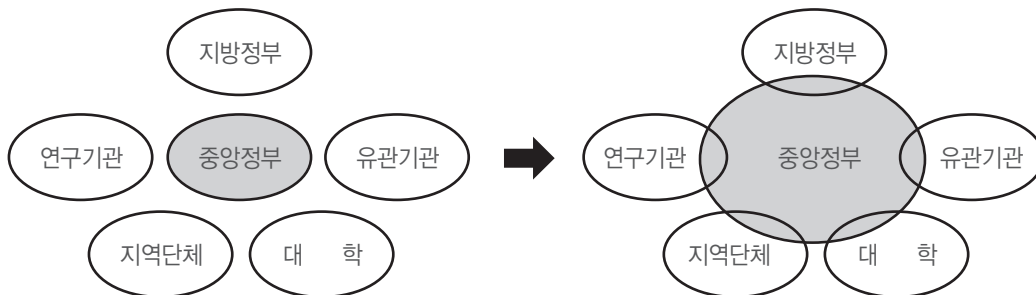 지방정부
연구기관
중앙정부
유관기관
지역단체
대 학
지방정부
연구기관
중앙정부
유관기관
지역단체
대 학